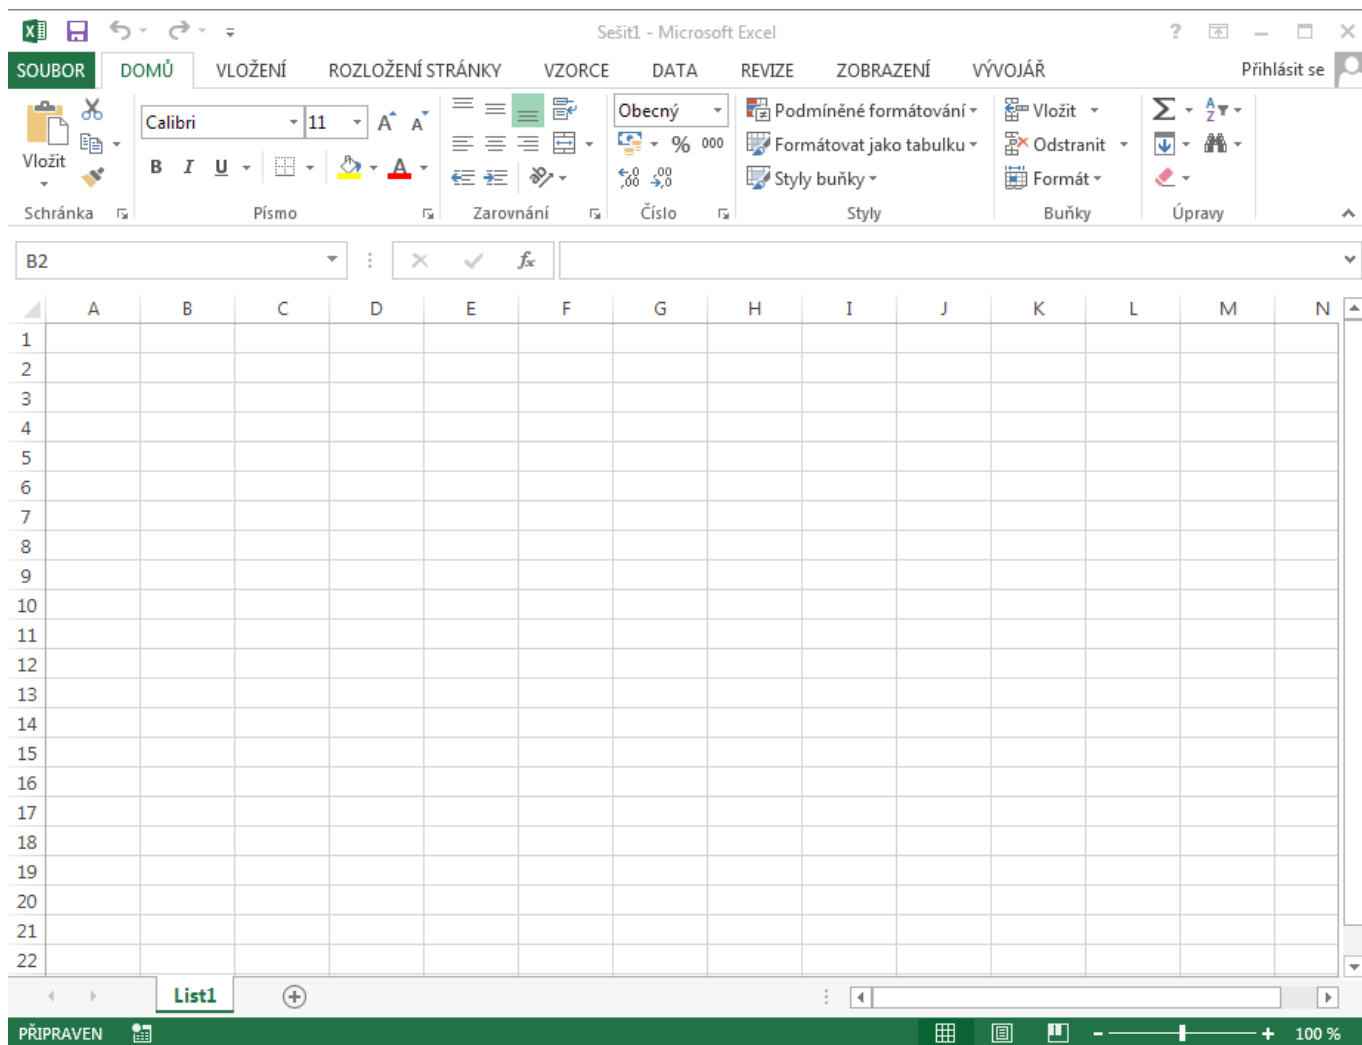 Sešit1 - Microsoft Excel
SOUBOR DOMŮ VLOŽENÍ ROZLOŽENÍ STRÁNKY VZORCE DATA REVIZE ZOBRAZENÍ VÝVOJÁŘ Přihlásit se
Calibri 11 Obecný Podmíněné formátování Vložit
Vložit B I U A % 000 Formátovat jako tabulku Odstranit
Styly buňky Formát
Schránka Písmo Zarovnání Číslo Styly Buňky Úpravy
B2 fx
A B C D E F G H I J K L M N
1
2
3
4
5
6
7
8
9
10
11
12
13
14
15
16
17
18
19
20
21
22
List1
PŘIPRAVEN 100 %